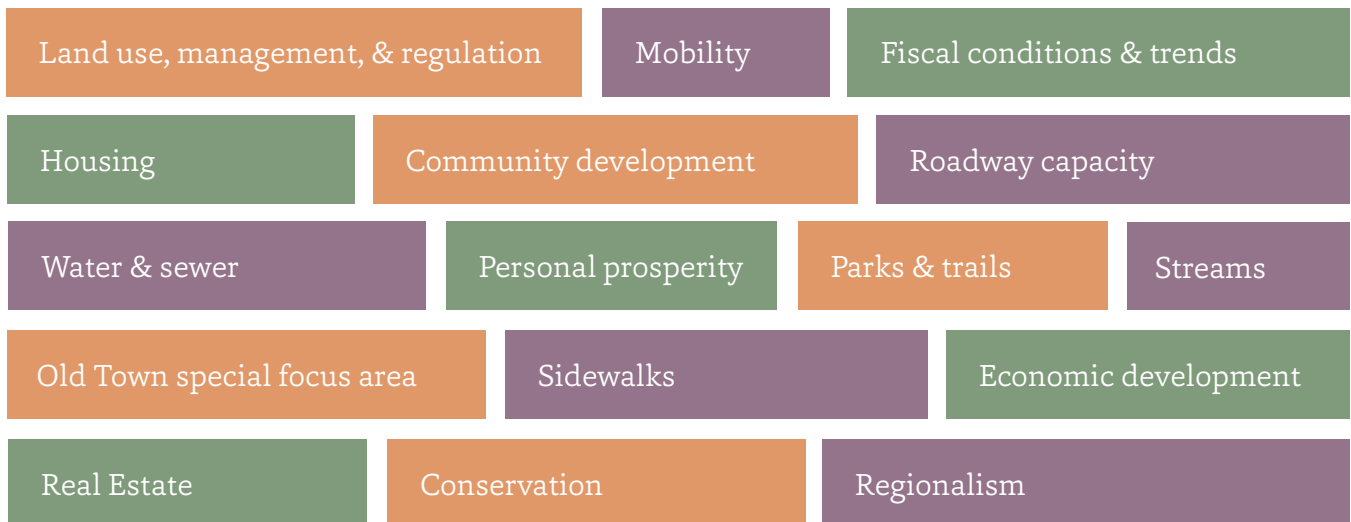 Land use, management, & regulation
Mobility
Fiscal conditions & trends
Housing
Community development
Roadway capacity
Water & sewer
Personal prosperity
Parks & trails
Streams
Old Town special focus area
Sidewalks
Economic development
Real Estate
Conservation
Regionalism